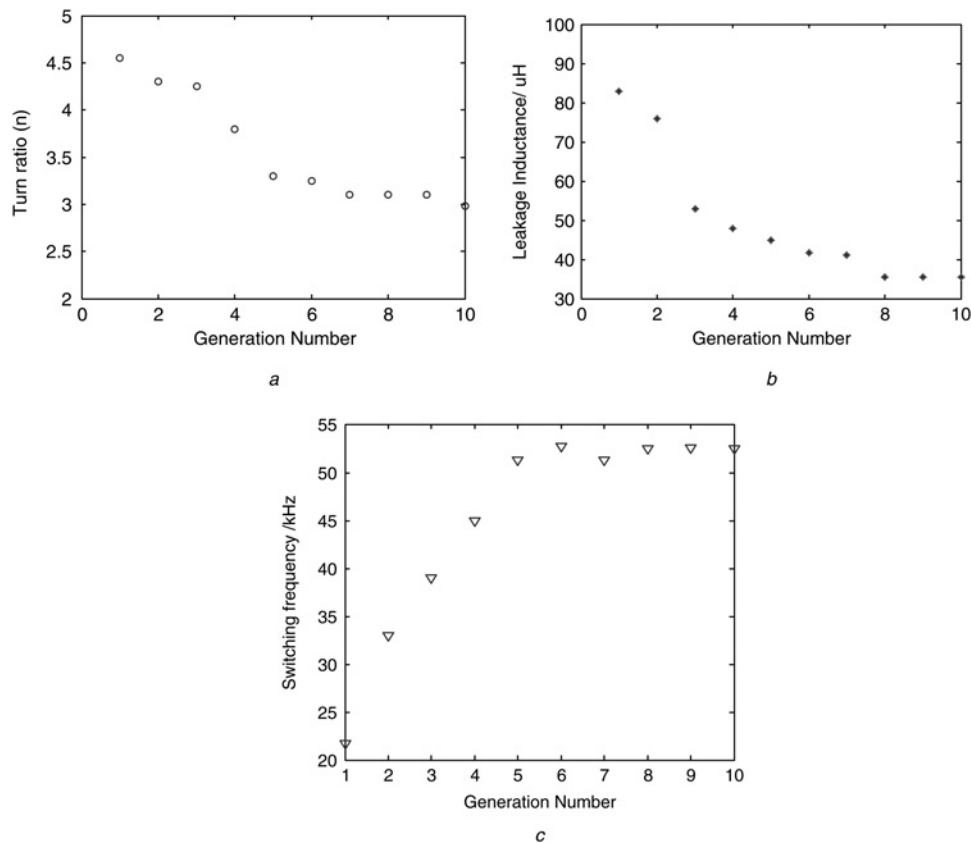 5
4.5
4
3.5
3
2.5
2
0 2 4 6 8 10
Turn ratio (n)
Generation Number
a
100
90
80
70
60
50
40
30
0 2 4 6 8 10
Leakage Inductance/ uH
Generation Number
b
55
50
45
40
35
30
25
20
1 2 3 4 5 6 7 8 9 10
Switching frequency /kHz
Generation Number
c